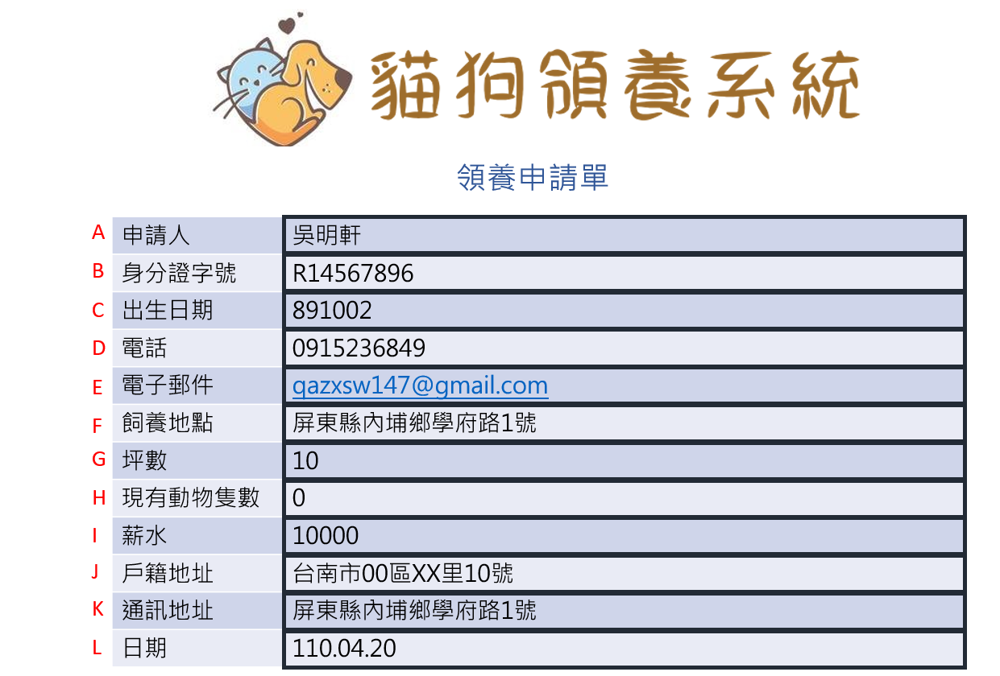 貓狗領養系統
領養申請單
A 申請人 吳明軒
B 身分證字號 R14567896
C 出生日期 891002
D 電話 0915236849
E 電子郵件 qazxsw147@gmail.com
F 飼養地點 屏東縣內埔鄉學府路1號
G 坪數 10
H 現有動物隻數 0
I 薪水 10000
J 戶籍地址 台南市00區XX里10號
K 通訊地址 屏東縣內埔鄉學府路1號
L 日期 110.04.20